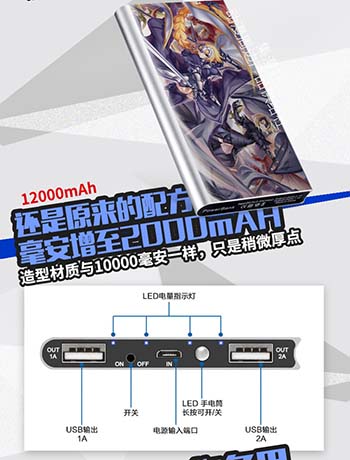 12000mAh
还是原来的配方
毫安增至2000mAH
造型材质与10000毫安一样，只是稍微厚点
PowerBank
LED电量指示灯
OUT
1A
ON
OFF
IN
OUT
2A
USB输出
1A
开关
电源输入端口
LED 手电筒
长按可开/关
USB输出
2A